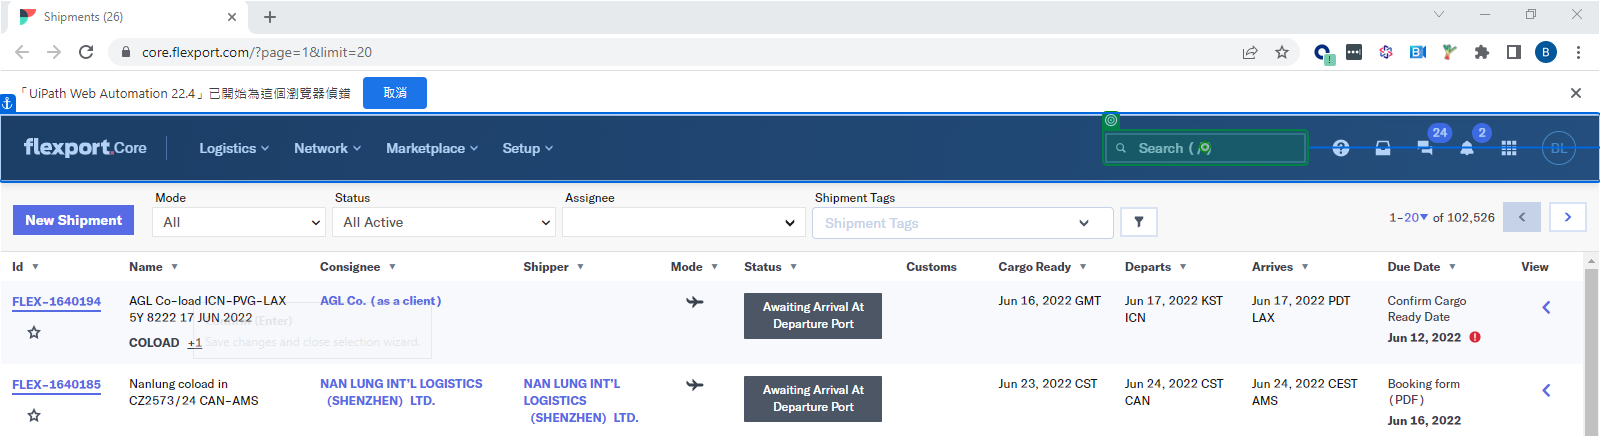 Shipments (26)
core.flexport.com/?page=1&limit=20
B
「UiPath Web Automation 22.4」已開始為這個瀏覽器偵錯
取消
flexport.Core
Logistics
Network
Marketplace
Setup
Search (/)
24
2
BL
New Shipment
Mode
All
Status
All Active
Assignee
Shipment Tags
Shipment Tags
1–20 of 102,526
Id
Name
Consignee
Shipper
Mode
Status
Customs
Cargo Ready
Departs
Arrives
Due Date
View
FLEX-1640194
AGL Co-load ICN-PVG-LAX
5Y 8222 17 JUN 2022
COLOAD +1
AGL Co. (as a client)
Awaiting Arrival At
Departure Port
Jun 16, 2022 GMT
Jun 17, 2022 KST
ICN
Jun 17, 2022 PDT
LAX
Confirm Cargo
Ready Date
Jun 12, 2022
(Enter)
Save changes and close selection wizard.
FLEX-1640185
Nanlung coload in
CZ2573/24 CAN-AMS
NAN LUNG INT'L LOGISTICS
（SHENZHEN）LTD.
NAN LUNG INT'L
LOGISTICS
（SHENZHEN）LTD.
Awaiting Arrival At
Departure Port
Jun 23, 2022 CST
Jun 24, 2022 CST
CAN
Jun 24, 2022 CEST
AMS
Booking form
(PDF)
Jun 16, 2022